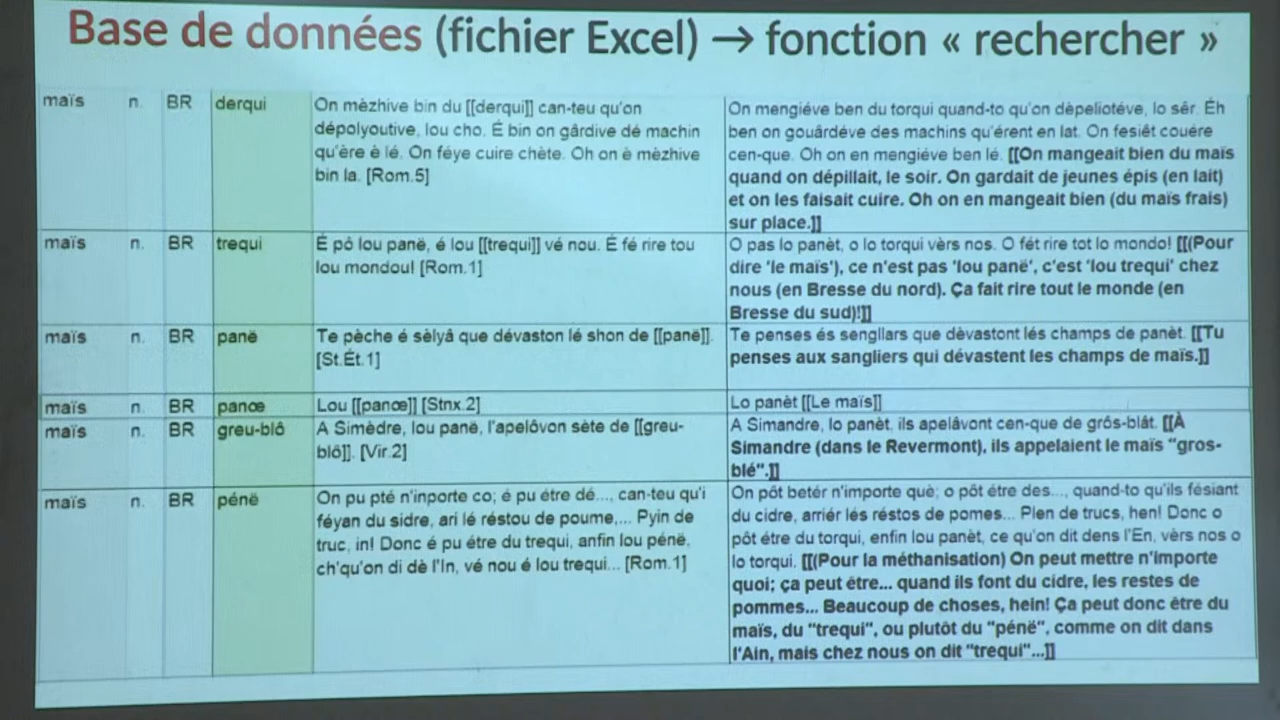 Base de données (fichier Excel) → fonction « rechercher »
maïs n. BR derqui
On mèzhive bin du [[derqui]] can-teu qu'on
dépolyoutive, lou cho. É bin on gârdive dé machin
qu'ère è lé. On féye cuire chète. Oh on è mèzhive
bin la. [Rom.5]
On mengiéve ben du torqui quand-to qu'on dèpeliotéve, lo sêr. Éh
ben on gouârdéve des machins qu'érent en lat. On fesiêt couére
cen-que. Oh on en mengiéve ben lé. [[On mangeait bien du maïs
quand on dépillait, le soir. On gardait de jeunes épis (en lait)
et on les faisait cuire. Oh on en mangeait bien (du maïs frais)
sur place.]]
maïs n. BR trequi
É pô lou panë, é lou [[trequi]] vé nou. É fé rire tou
lou mondou! [Rom.1]
O pas lo panèt, o lo torqui vèrs nos. O fét rire tot lo mondo! [[(Pour
dire 'le maïs'), ce n'est pas 'lou panë', c'est 'lou trequi' chez
nous (en Bresse du nord). Ça fait rire tout le monde (en
Bresse du sud)!]]
maïs n. BR panë
Te pèche é sèlyâ que dévaston lé shon de [[panë]].
[St.Ét.1]
Te penses és sengllars que dèvastont lés champs de panèt. [[Tu
penses aux sangliers qui dévastent les champs de maïs.]]
maïs n. BR panœ
Lou [[panœ]] [Stnx.2]
Lo panèt [[Le maïs]]
maïs n. BR greu-blô
A Simèdre, lou panë, l'apelôvon sète de [[greu-
blô]]. [Vir.2]
A Simandre, lo panèt, ils apelâvont cen-que de grôs-blât. [[À
Simandre (dans le Revermont), ils appelaient le maïs "gros-
blé".]]
maïs n. BR pénë
On pu pté n'inporte co; é pu étre dé..., can-teu qu'i
féyan du sidre, ari lé réstou de poume,... Pyin de
truc, in! Donc é pu étre du trequi, anfin lou pénë,
ch'qu'on di dè l'In, vé nou é lou trequi... [Rom.1]
On pôt betér n'importe què; o pôt étre des..., quand-to qu'ils fésiant
du cidre, arriér lés réstos de pomes... Plen de trucs, hen! Donc o
pôt étre du torqui, enfin lou panèt, ce qu'on dit dens l'En, vèrs nos o
lo torqui. [[(Pour la méthanisation) On peut mettre n'importe
quoi; ça peut être... quand ils font du cidre, les restes de
pommes... Beaucoup de choses, hein! Ça peut donc être du
maïs, du "trequi", ou plutôt du "pénë", comme on dit dans
l'Ain, mais chez nous on dit "trequi"...]]